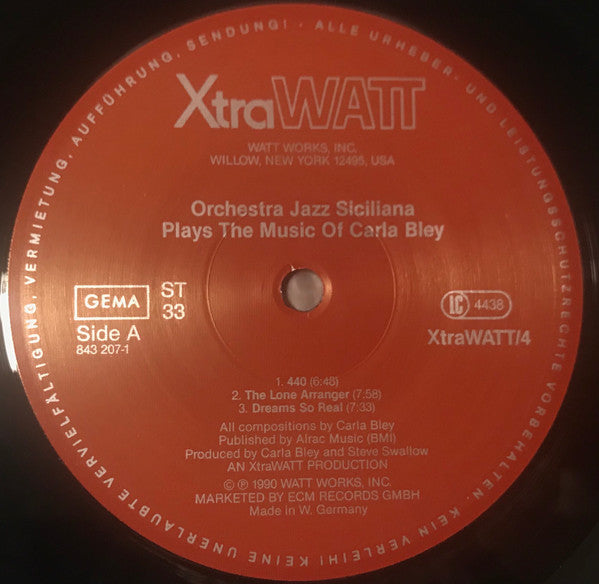 ALLE URHEBER- UND LEISTUNGSSCHUTZRECHTE VORBEHALTEN. KEIN VERLEIH! KEINE UNERLAUBTE VERVIELFÄLTIGUNG, VERMIETUNG, AUFFÜHRUNG, SENDUNG! -
XtraWATT
WATT WORKS, INC.
WILLOW, NEW YORK 12495, USA
Orchestra Jazz Siciliana
Plays The Music Of Carla Bley
GEMA
ST
33
Side A
843 207-1
LC 4438
XtraWATT/4
1. 440 (6:48)
2. The Lone Arranger (7:58)
3. Dreams So Real (7:33)
All compositions by Carla Bley
Published by Alrac Music (BMI)
Produced by Carla Bley and Steve Swallow
AN XtraWATT PRODUCTION
© ℗ 1990 WATT WORKS, INC.
MARKETED BY ECM RECORDS GMBH
Made in W. Germany